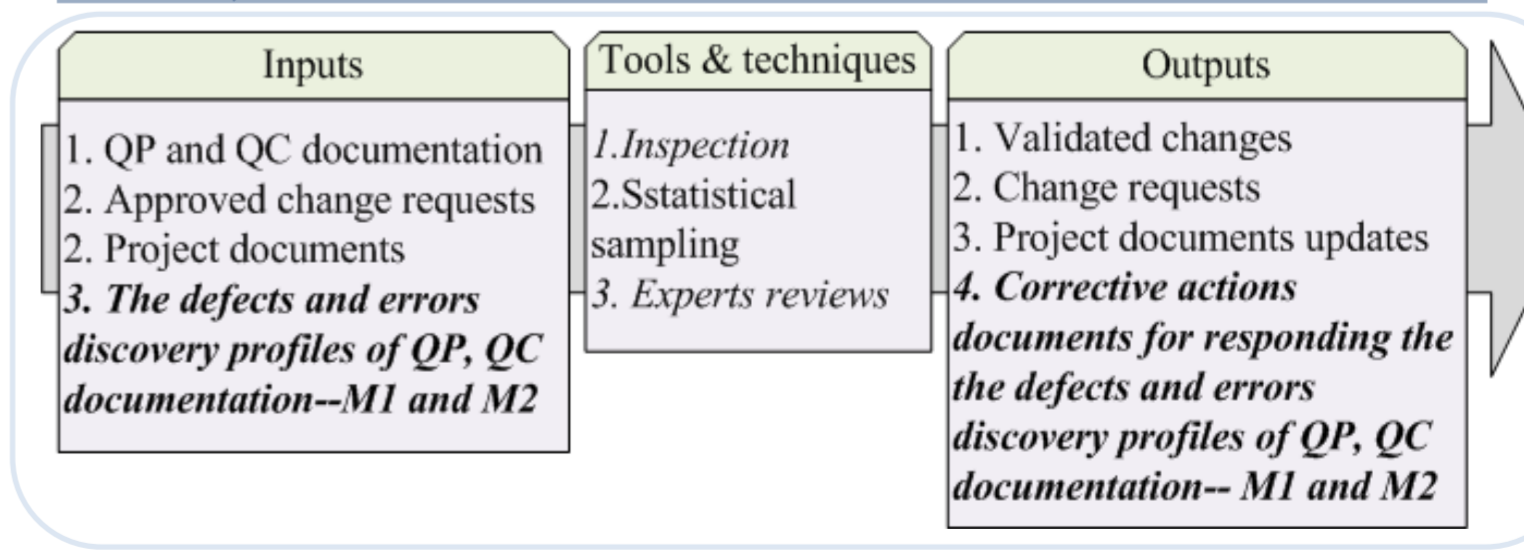 Inputs
1. QP and QC documentation
2. Approved change requests
2. Project documents
3. The defects and errors
discovery profiles of QP, QC
documentation--M1 and M2
Tools & techniques
1.Inspection
2.Sstatistical
sampling
3. Experts reviews
Outputs
1. Validated changes
2. Change requests
3. Project documents updates
4. Corrective actions
documents for responding the
the defects and errors
discovery profiles of QP, QC
documentation-- M1 and M2